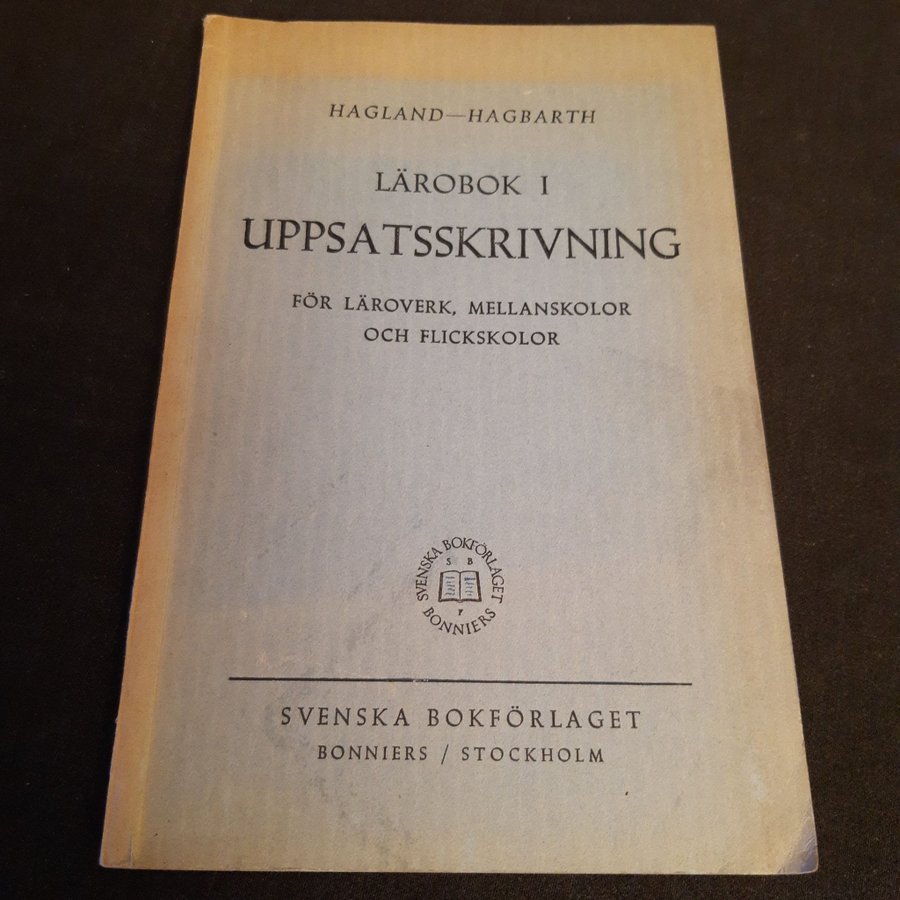 HAGLAND—HAGBARTH
LÄROBOK I
UPPSATSSKRIVNING
FÖR LÄROVERK, MELLANSKOLOR
OCH FLICKSKOLOR
SVENSKA BOKFÖRLAGET
S B
F
BONNIERS
SVENSKA BOKFÖRLAGET
BONNIERS / STOCKHOLM